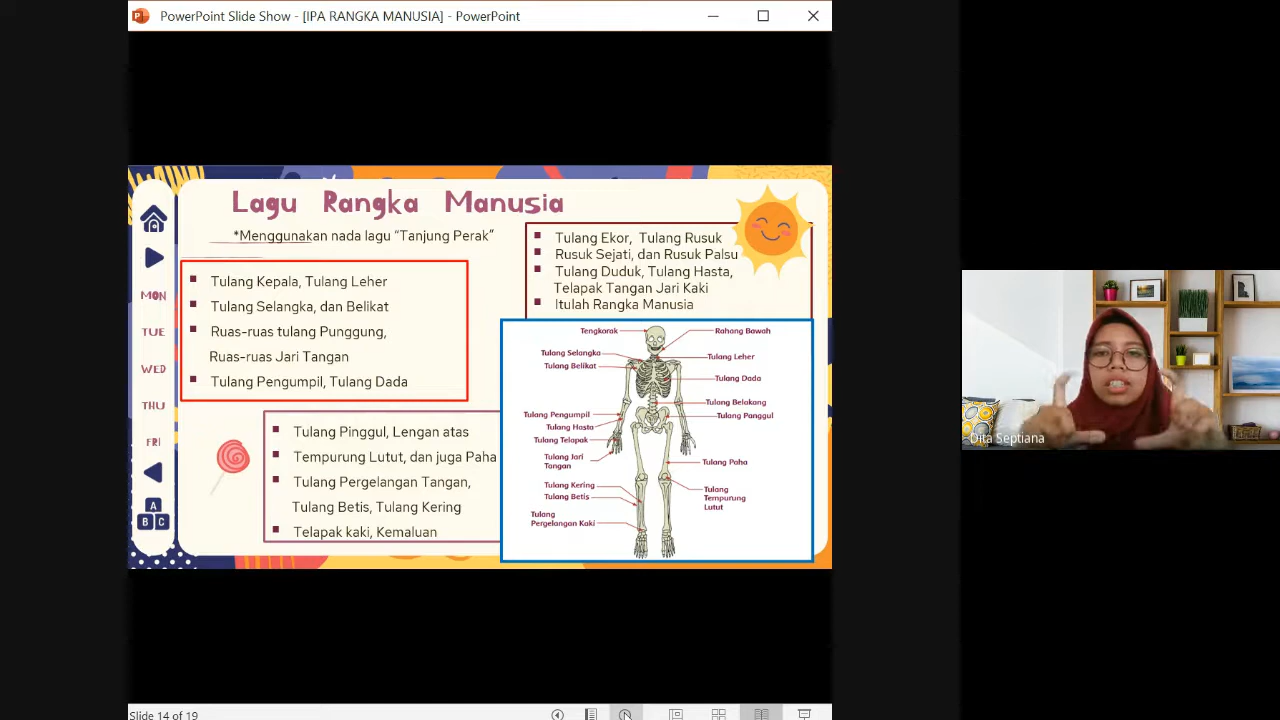 PowerPoint Slide Show - [IPA RANGKA MANUSIA] - PowerPoint
Lagu Rangka Manusia
*Menggunakan nada lagu “Tanjung Perak”
MON
TUE
WED
THU
FRI
A
B C
Tulang Kepala, Tulang Leher
Tulang Selangka, dan Belikat
Ruas-ruas tulang Punggung,
Ruas-ruas Jari Tangan
Tulang Pengumpil, Tulang Dada
Tulang Pinggul, Lengan atas
Tempurung Lutut, dan juga Paha
Tulang Pergelangan Tangan,
Tulang Betis, Tulang Kering
Telapak kaki, Kemaluan
Tulang Ekor, Tulang Rusuk
Rusuk Sejati, dan Rusuk Palsu
Tulang Duduk, Tulang Hasta,
Telapak Tangan Jari Kaki
Itulah Rangka Manusia
Tengkorak
Tulang Selangka
Tulang Belikat
Tulang Pengumpil
Tulang Hasta
Tulang Telapak
Tulang Jari
Tangan
Tulang Kering
Tulang Betis
Tulang
Pergelangan Kaki
Rahang Bawah
Tulang Leher
Tulang Dada
Tulang Belakang
Tulang Panggul
Tulang Paha
Tulang
Tempurung
Lutut
Dita Septiana
Slide 14 of 19